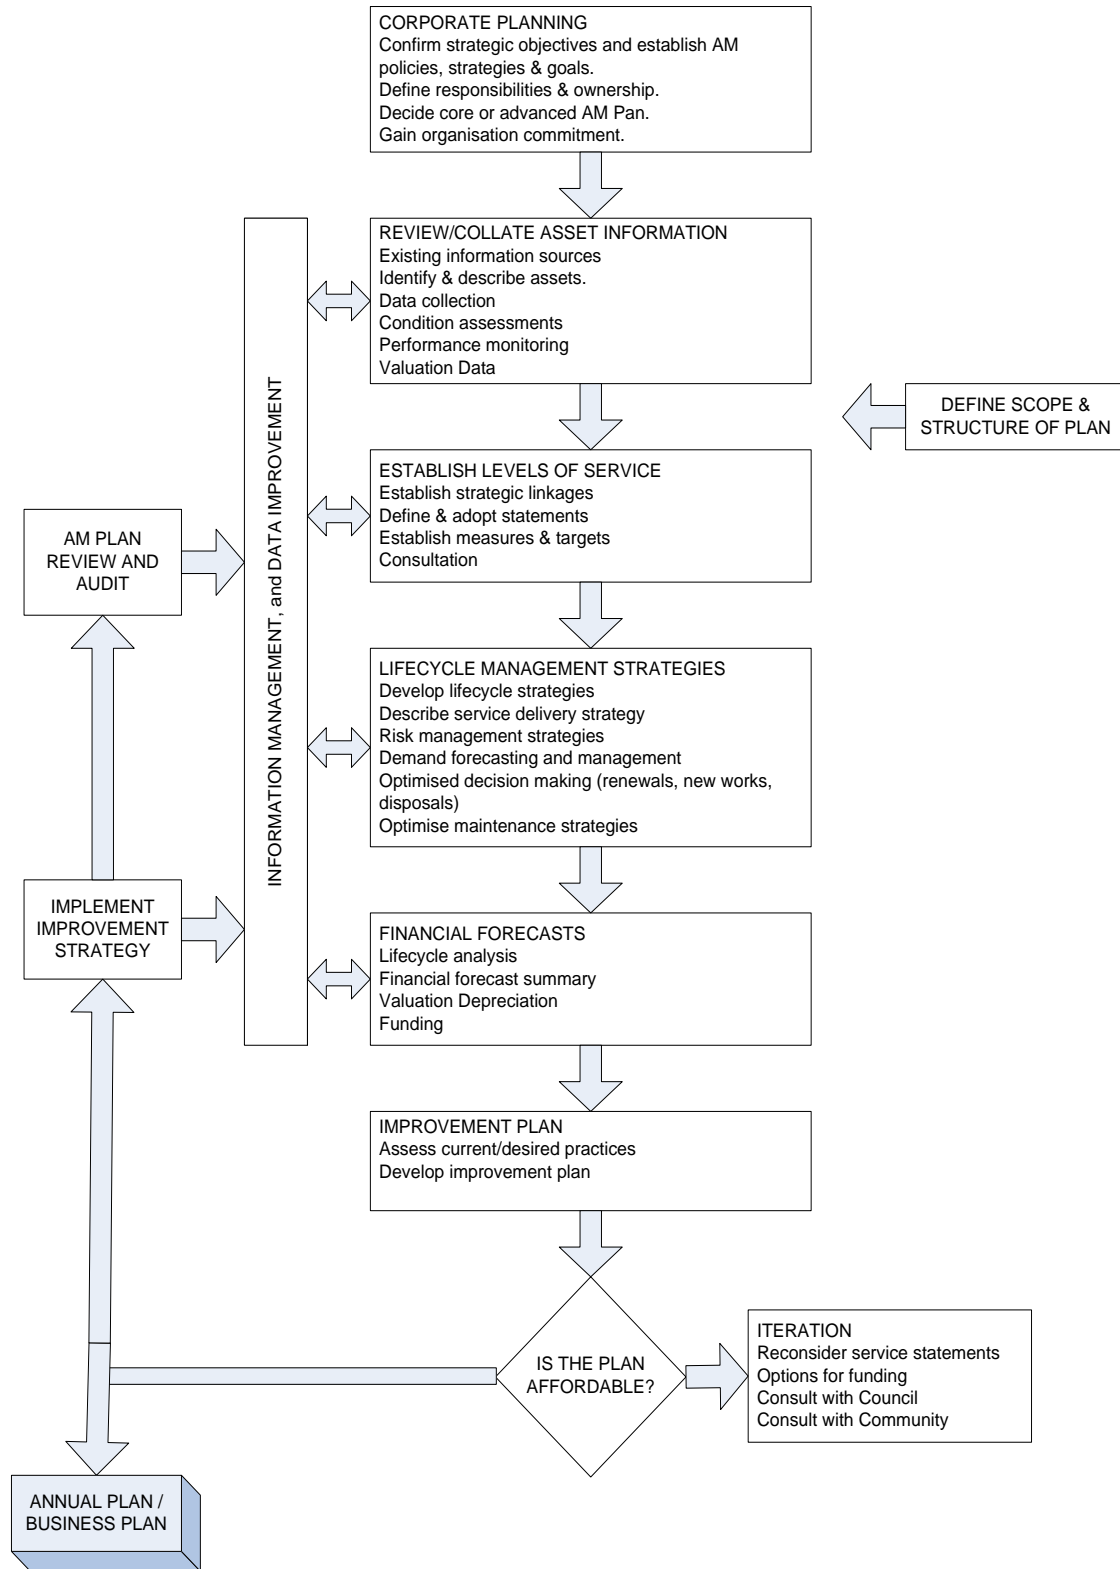 CORPORATE PLANNING
Confirm strategic objectives and establish AM
policies, strategies & goals.
Define responsibilities & ownership.
Decide core or advanced AM Pan.
Gain organisation commitment.
REVIEW/COLLATE ASSET INFORMATION
Existing information sources
Identify & describe assets.
Data collection
Condition assessments
Performance monitoring
Valuation Data
DEFINE SCOPE &
STRUCTURE OF PLAN
INFORMATION MANAGEMENT, and DATA IMPROVEMENT
ESTABLISH LEVELS OF SERVICE
Establish strategic linkages
Define & adopt statements
Establish measures & targets
Consultation
AM PLAN
REVIEW AND
AUDIT
LIFECYCLE MANAGEMENT STRATEGIES
Develop lifecycle strategies
Describe service delivery strategy
Risk management strategies
Demand forecasting and management
Optimised decision making (renewals, new works,
disposals)
Optimise maintenance strategies
IMPLEMENT
IMPROVEMENT
STRATEGY
FINANCIAL FORECASTS
Lifecycle analysis
Financial forecast summary
Valuation Depreciation
Funding
IMPROVEMENT PLAN
Assess current/desired practices
Develop improvement plan
IS THE PLAN
AFFORDABLE?
ITERATION
Reconsider service statements
Options for funding
Consult with Council
Consult with Community
ANNUAL PLAN /
BUSINESS PLAN